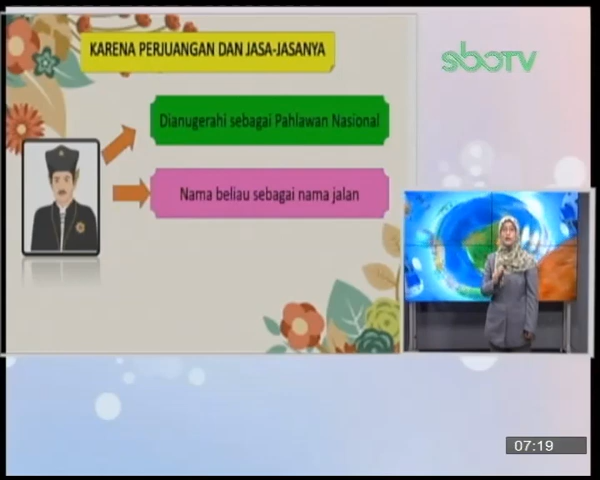 KARENA PERJUANGAN DAN JASA-JASANYA
sboTV
Dianugerahi sebagai Pahlawan Nasional
Nama beliau sebagai nama jalan
07:19